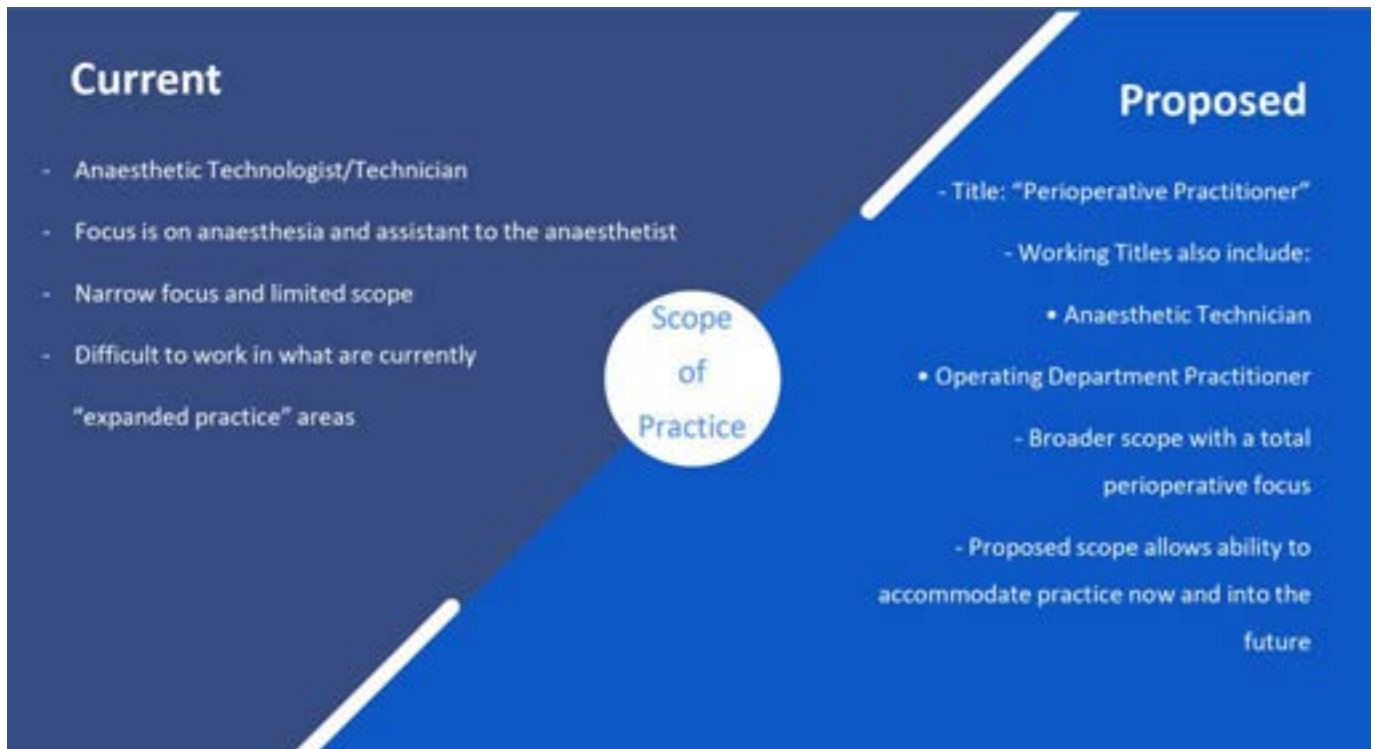 Current
- Anaesthetic Technologist/Technician
- Focus is on anaesthesia and assistant to the anaesthetist
- Narrow focus and limited scope
- Difficult to work in what are currently
"expanded practice" areas
Scope
of
Practice
Proposed
- Title: “Perioperative Practitioner”
- Working Titles also include:
• Anaesthetic Technician
• Operating Department Practitioner
- Broader scope with a total
perioperative focus
- Proposed scope allows ability to
accommodate practice now and into the
future